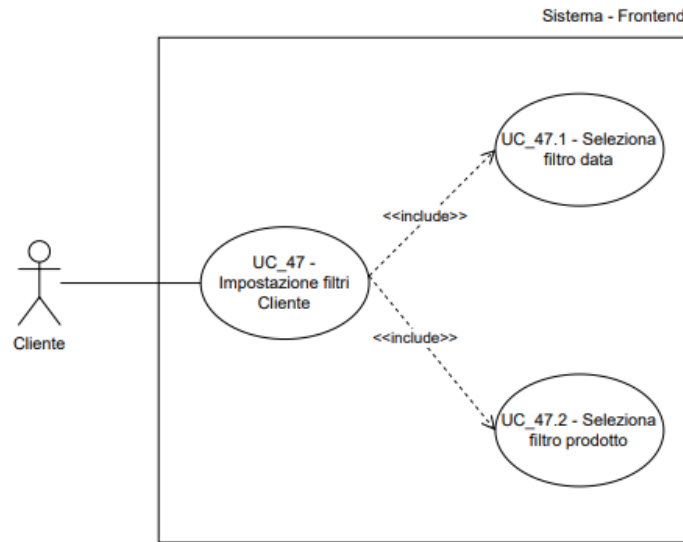 Sistema - Frontend
UC_47.1 - Seleziona
filtro data
<<include>>
UC_47 -
Impostazione filtri
Cliente
Cliente
<<include>>
UC_47.2 - Seleziona
filtro prodotto